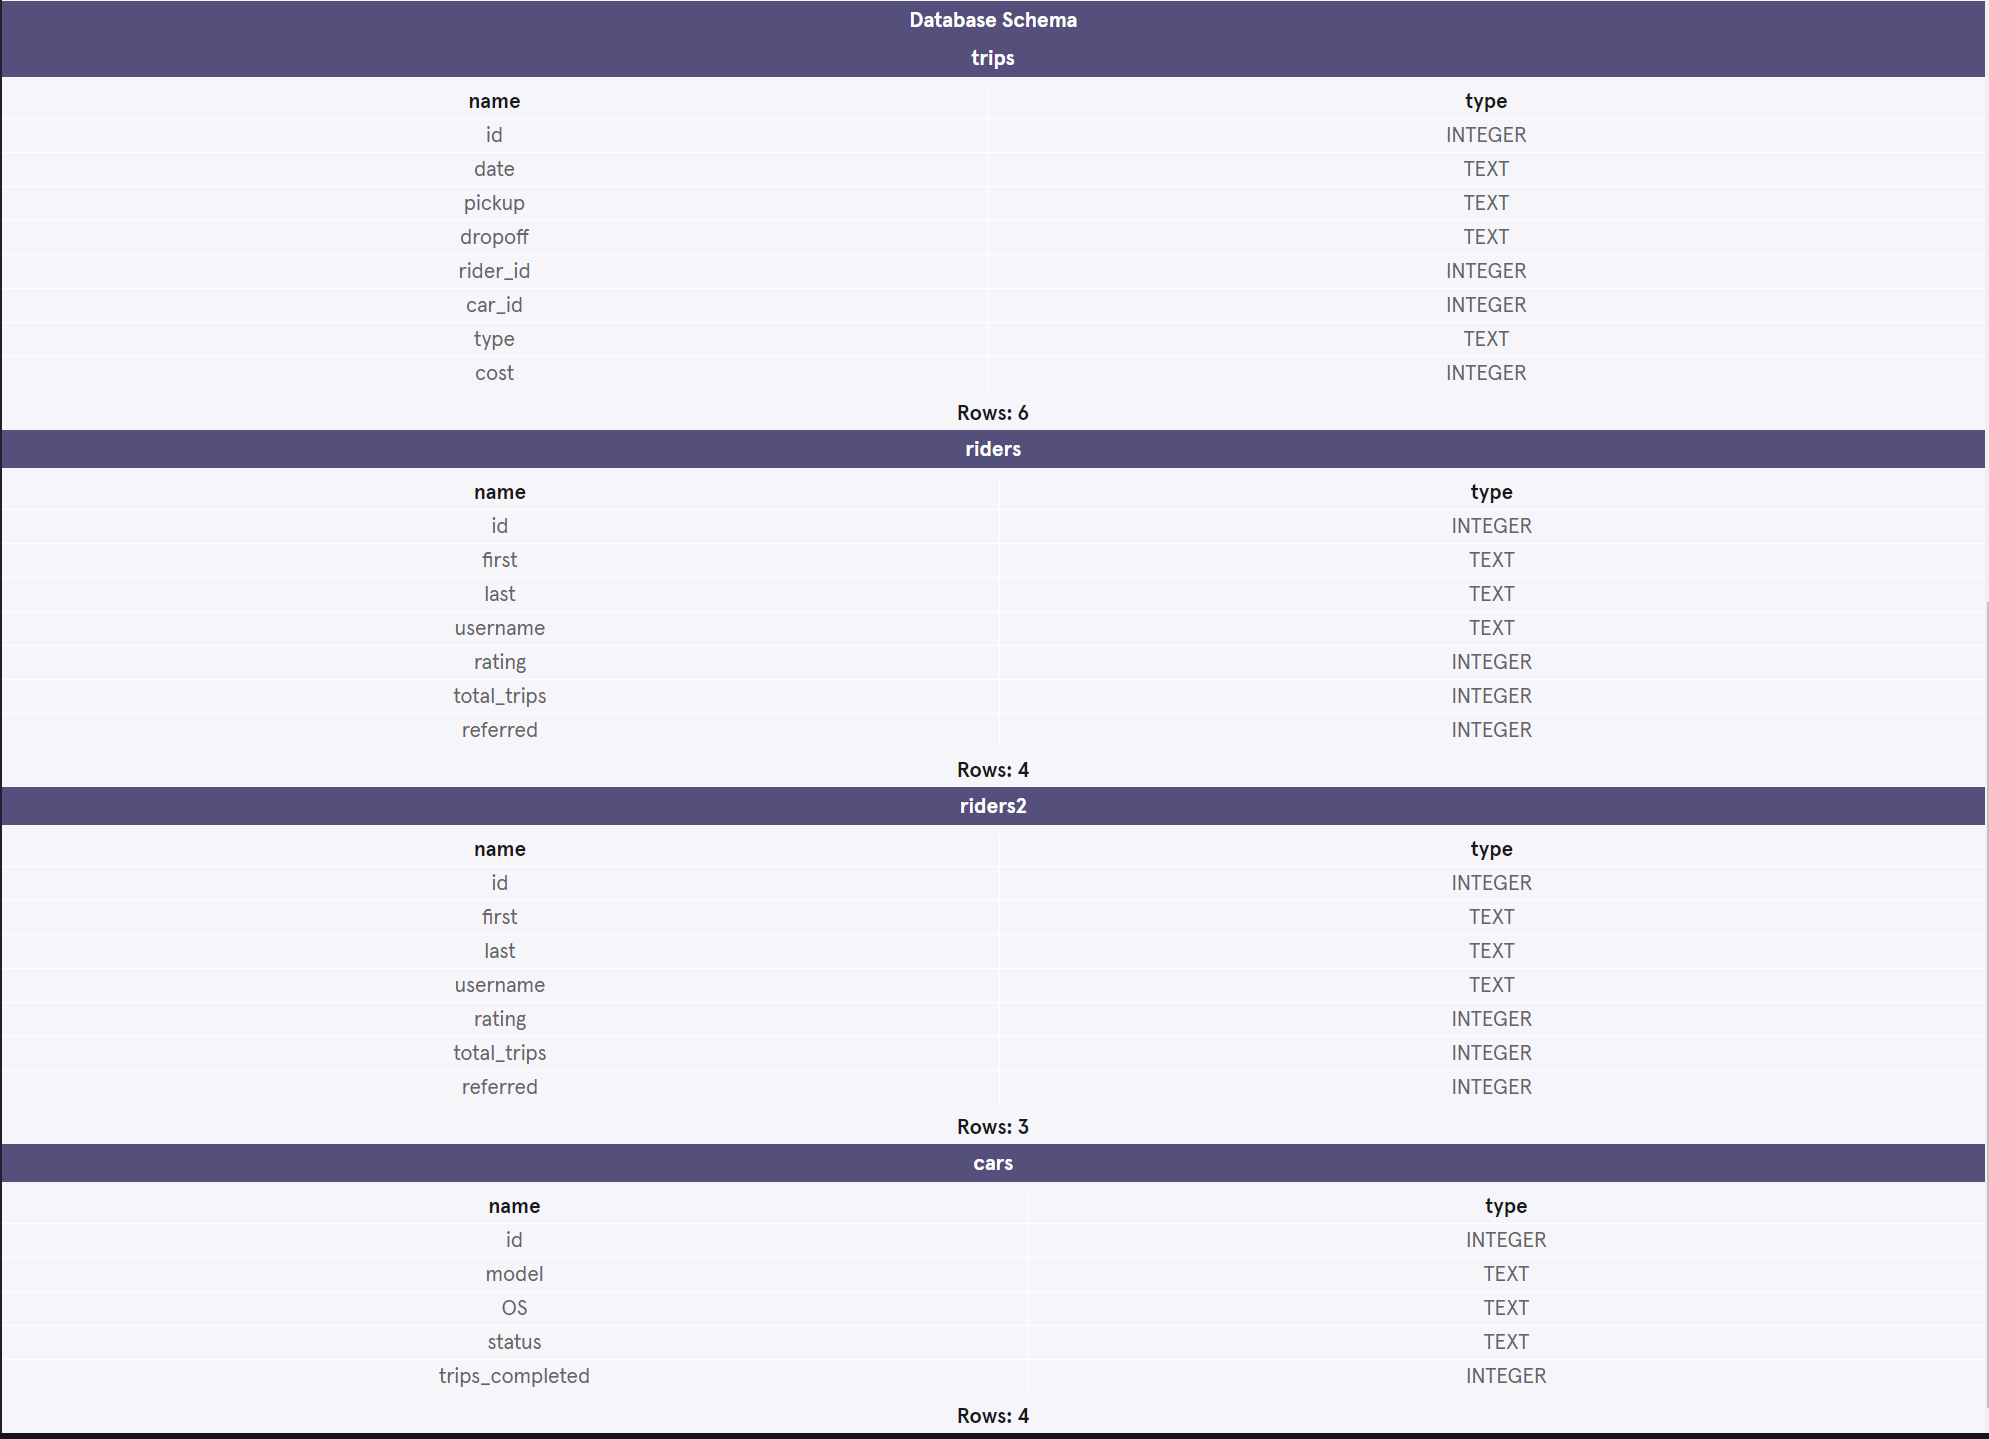 Database Schema
trips
name type
id INTEGER
date TEXT
pickup TEXT
dropoff TEXT
rider_id INTEGER
car_id INTEGER
type TEXT
cost INTEGER
Rows: 6
riders
name type
id INTEGER
first TEXT
last TEXT
username TEXT
rating INTEGER
total_trips INTEGER
referred INTEGER
Rows: 4
riders2
name type
id INTEGER
first TEXT
last TEXT
username TEXT
rating INTEGER
total_trips INTEGER
referred INTEGER
Rows: 3
cars
name type
id INTEGER
model TEXT
OS TEXT
status TEXT
trips_completed INTEGER
Rows: 4